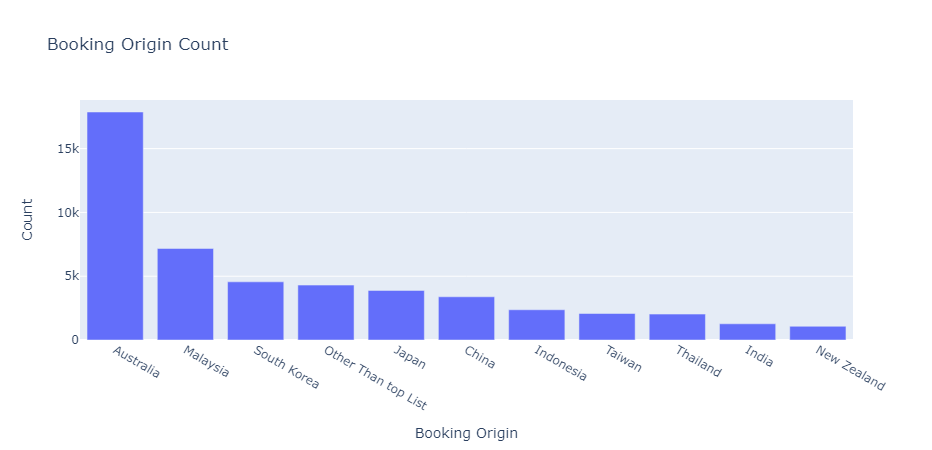 Booking Origin Count
Count
15k
10k
5k
0
Australia
Malaysia
South Korea
Other Than top List
Japan
China
Indonesia
Taiwan
Thailand
India
New Zealand
Booking Origin